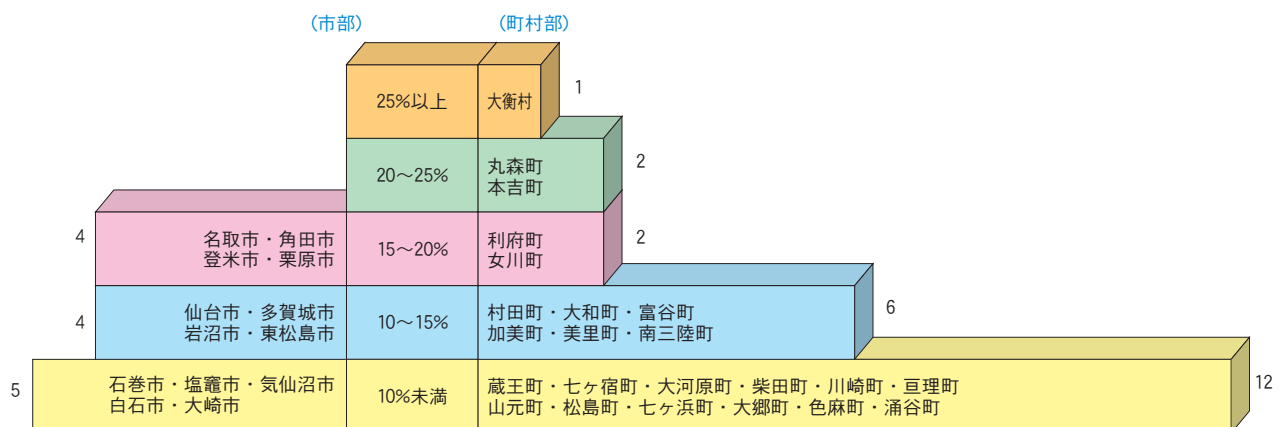 (市部)
(町村部)
25%以上
大衡村
1
20〜25%
丸森町
本吉町
2
4
名取市・角田市
登米市・栗原市
15〜20%
利府町
女川町
2
4
仙台市・多賀城市
岩沼市・東松島市
10〜15%
村田町・大和町・富谷町
加美町・美里町・南三陸町
6
5
石巻市・塩竈市・気仙沼市
白石市・大崎市
10%未満
蔵王町・七ヶ宿町・大河原町・柴田町・川崎町・亘理町
山元町・松島町・七ヶ浜町・大郷町・色麻町・涌谷町
12